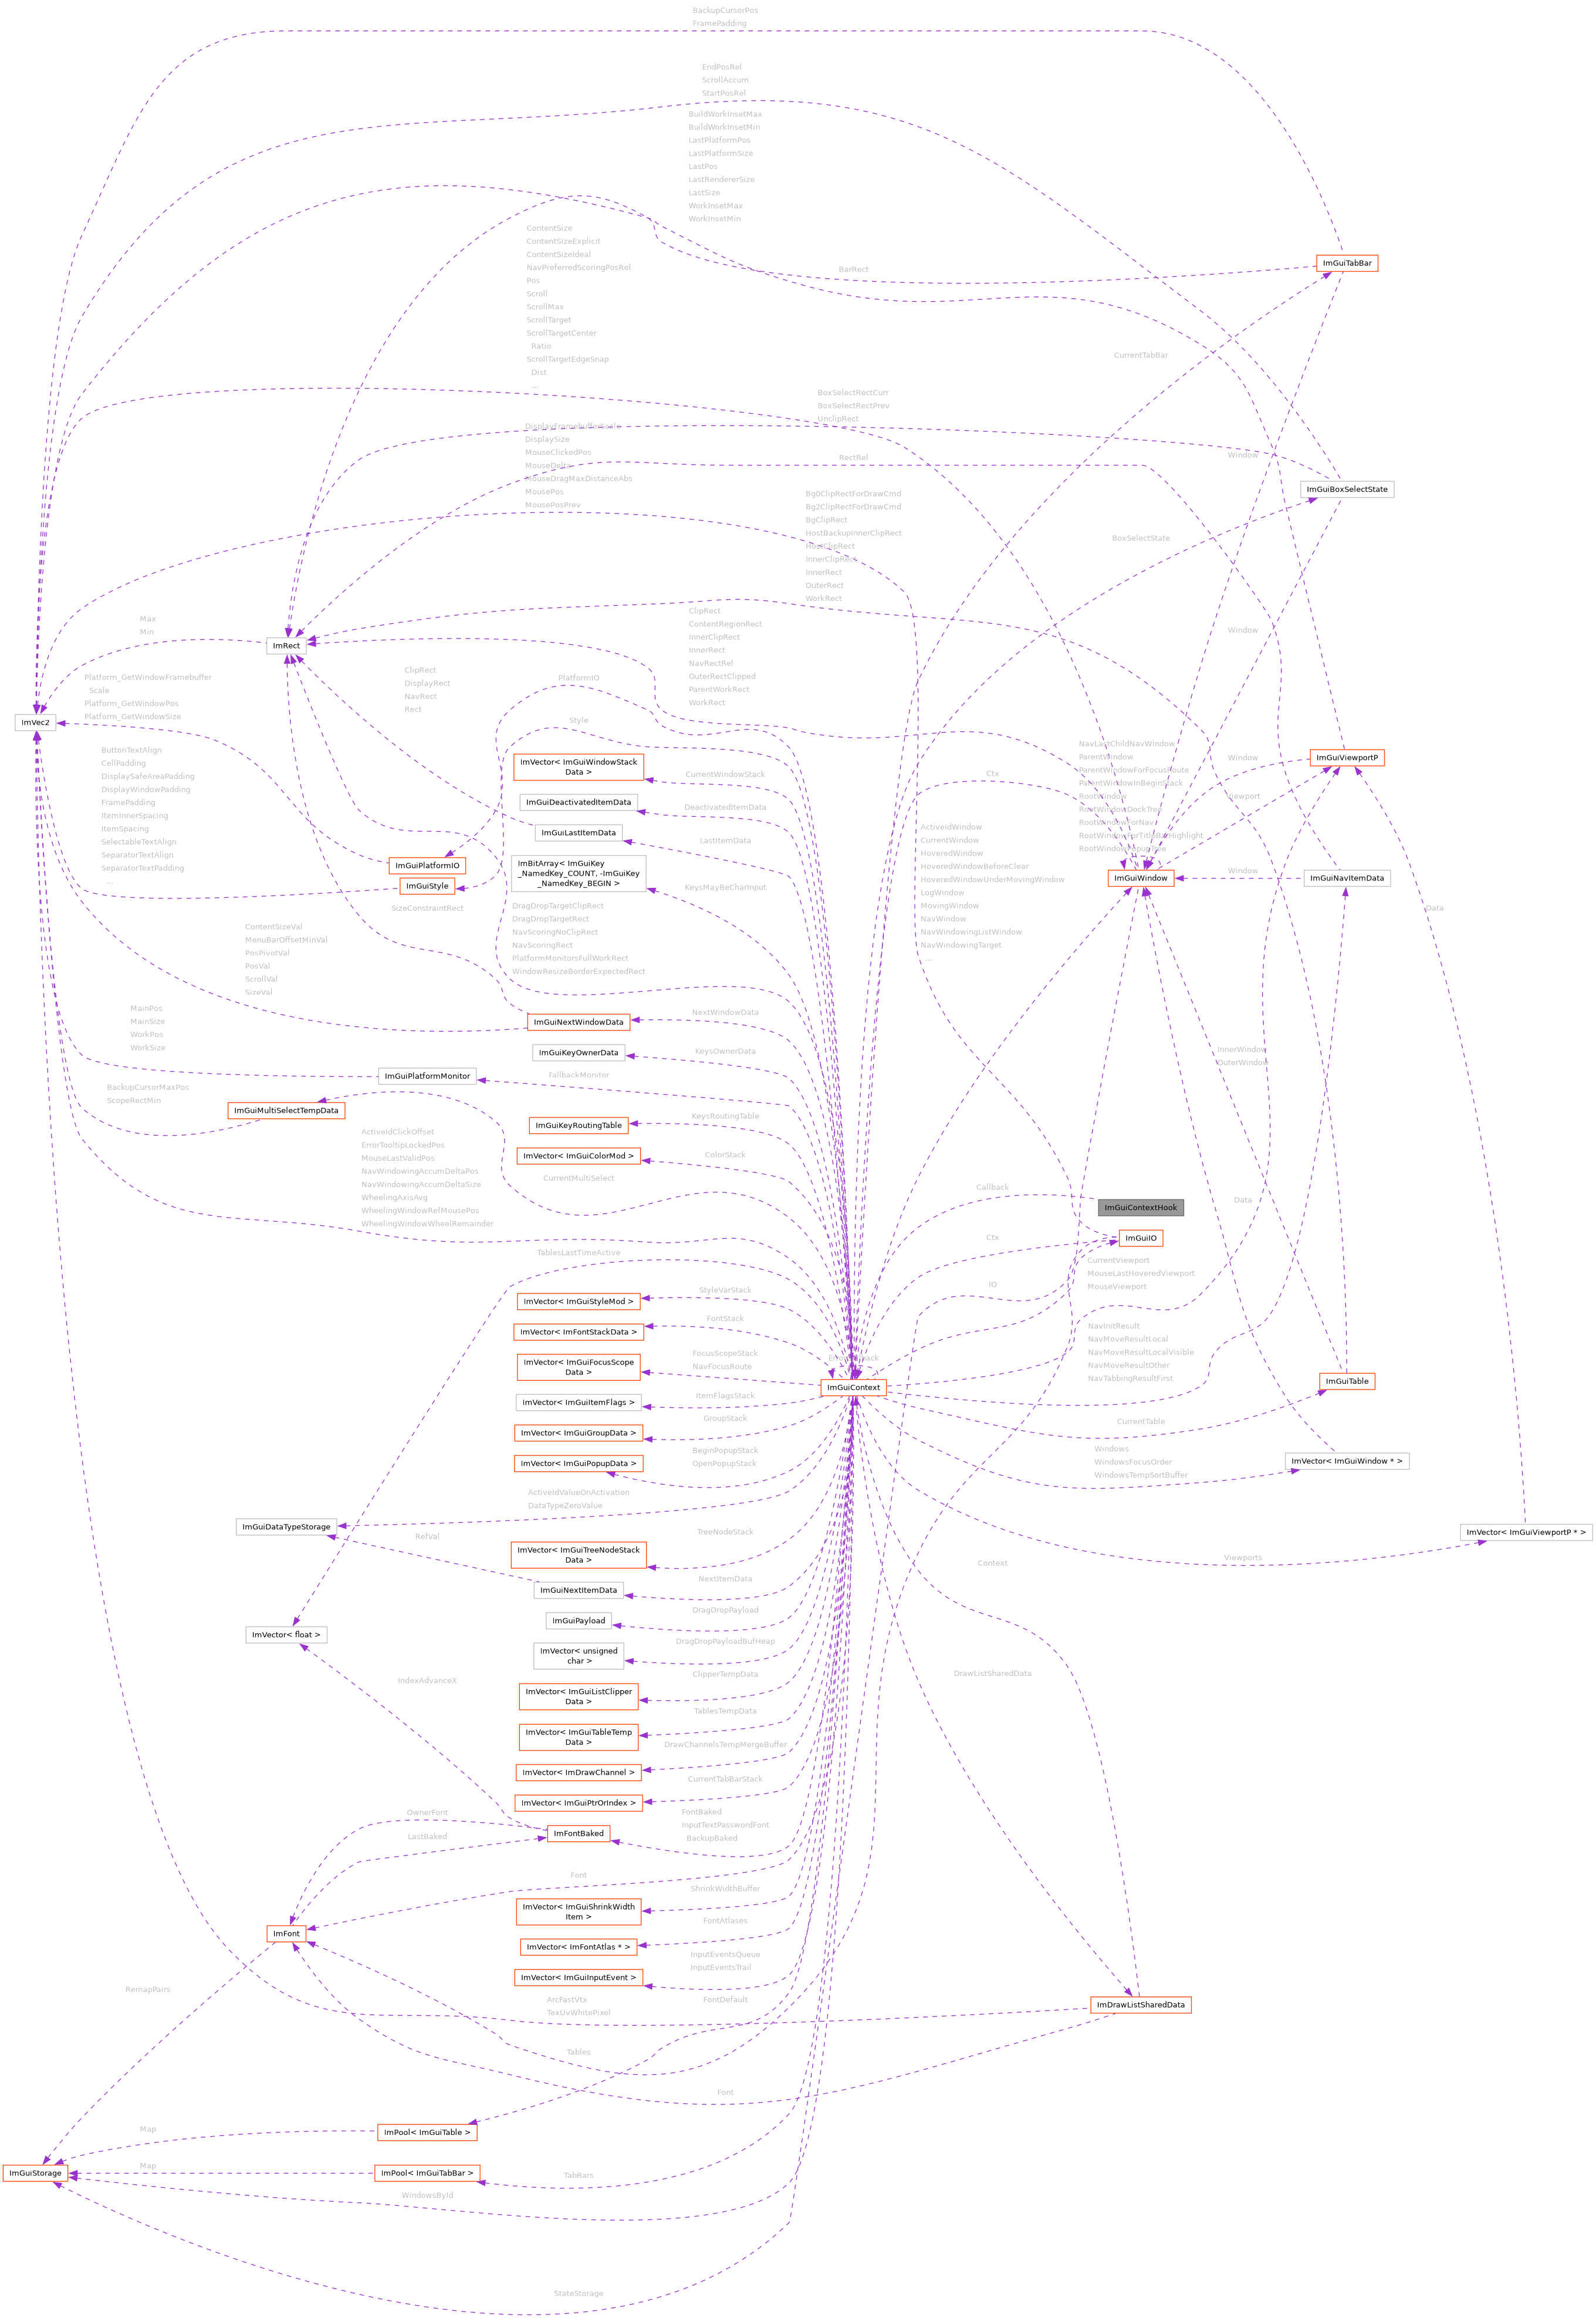 BackupCursorPos
FramePadding
EndPosRel
ScrollAccum
StartPosRel
BuildWorkInsetMax
BuildWorkInsetMin
LastPlatformPos
LastPlatformSize
LastPos
LastRendererSize
LastSize
WorkInsetMax
WorkInsetMin
ContentSize
ContentSizeExplicit
ContentSizeIdeal
NavPreferredScoringPosRel
Pos
Scroll
ScrollMax
ScrollTarget
ScrollTargetCenter
Ratio
ScrollTargetEdgeSnap
Dist
...
BarRect
ImGuiTabBar
CurrentTabBar
BoxSelectRectCurr
BoxSelectRectPrev
UnclipRect
DisplayFramebufferScale
DisplaySize
MouseClickedPos
MouseDelta
MouseDragMaxDistanceAbs
MousePos
MousePosPrev
RectRel
Window
ImGuiBoxSelectState
Bg0ClipRectForDrawCmd
Bg2ClipRectForDrawCmd
BgClipRect
HostBackupInnerClipRect
HostClipRect
InnerClipRect
InnerRect
OuterRect
WorkRect
BoxSelectState
Max
Min
ImRect
ClipRect
ContentRegionRect
InnerClipRect
InnerRect
NavRectRel
OuterRectClipped
ParentWorkRect
WorkRect
Window
Platform_GetWindowFramebuffer
Scale
Platform_GetWindowPos
Platform_GetWindowSize
ClipRect
DisplayRect
NavRect
Rect
PlatformIO
ImVec2
Style
ButtonTextAlign
CellPadding
DisplaySafeAreaPadding
DisplayWindowPadding
FramePadding
ItemInnerSpacing
ItemSpacing
SelectableTextAlign
SeparatorTextAlign
SeparatorTextPadding
...
ImVector< ImGuiWindowStack
Data >
CurrentWindowStack
NavLastChildNavWindow
ParentWindow
ParentWindowForFocusRoute
ParentWindowInBeginStack
RootWindow
RootWindowDockTree
RootWindowForNav
RootWindowForTitleBarHighlight
RootWindowPopupTree
Window
ImGuiViewportP
Ctx
Viewport
ImGuiDeactivatedItemData
DeactivatedItemData
ImGuiLastItemData
LastItemData
ImGuiPlatformIO
ImGuiStyle
ImBitArray< ImGuiKey
_NamedKey_COUNT, -ImGuiKey
_NamedKey_BEGIN >
KeysMayBeCharInput
ActiveIdWindow
CurrentWindow
HoveredWindow
HoveredWindowBeforeClear
HoveredWindowUnderMovingWindow
LogWindow
MovingWindow
NavWindow
NavWindowingListWindow
NavWindowingTarget
...
ImGuiWindow
Window
ImGuiNavItemData
Data
SizeConstraintRect
DragDropTargetClipRect
DragDropTargetRect
NavScoringNoClipRect
NavScoringRect
PlatformMonitorsFullWorkRect
WindowResizeBorderExpectedRect
ContentSizeVal
MenuBarOffsetMinVal
PosPivotVal
PosVal
ScrollVal
SizeVal
MainPos
MainSize
WorkPos
WorkSize
ImGuiNextWindowData
NextWindowData
ImGuiKeyOwnerData
KeysOwnerData
InnerWindow
OuterWindow
ImGuiPlatformMonitor
FallbackMonitor
BackupCursorMaxPos
ScopeRectMin
ImGuiMultiSelectTempData
ImGuiKeyRoutingTable
KeysRoutingTable
ActiveIdClickOffset
ErrorTooltipLockedPos
MouseLastValidPos
NavWindowingAccumDeltaPos
NavWindowingAccumDeltaSize
WheelingAxisAvg
WheelingWindowRefMousePos
WheelingWindowWheelRemainder
ImVector< ImGuiColorMod >
ColorStack
CurrentMultiSelect
Callback
ImGuiContextHook
Data
Ctx
ImGuiIO
TablesLastTimeActive
IO
CurrentViewport
MouseLastHoveredViewport
MouseViewport
ImVector< ImGuiStyleMod >
StyleVarStack
ImVector< ImFontStackData >
FontStack
NavInitResult
NavMoveResultLocal
NavMoveResultLocalVisible
NavMoveResultOther
NavTabbingResultFirst
ImVector< ImGuiFocusScope
Data >
FocusScopeStack
NavFocusRoute
ImGuiContext
ImGuiTable
ImVector< ImGuiItemFlags >
ItemFlagsStack
ImVector< ImGuiGroupData >
GroupStack
CurrentTable
ImVector< ImGuiPopupData >
BeginPopupStack
OpenPopupStack
Windows
WindowsFocusOrder
WindowsTempSortBuffer
ImVector< ImGuiWindow * >
ActiveIdValueOnActivation
DataTypeZeroValue
ImGuiDataTypeStorage
RefVal
ImVector< ImGuiTreeNodeStack
Data >
TreeNodeStack
ImVector< ImGuiViewportP * >
Viewports
Context
ImGuiNextItemData
NextItemData
ImGuiPayload
DragDropPayload
ImVector< float >
ImVector< unsigned
char >
DragDropPayloadBufHeap
IndexAdvanceX
ImVector< ImGuiListClipper
Data >
ClipperTempData
DrawListSharedData
ImVector< ImGuiTableTemp
Data >
TablesTempData
ImVector< ImDrawChannel >
DrawChannelsTempMergeBuffer
ImVector< ImGuiPtrOrIndex >
CurrentTabBarStack
OwnerFont
LastBaked
ImFontBaked
FontBaked
InputTextPasswordFont
BackupBaked
Font
ImVector< ImGuiShrinkWidth
Item >
ShrinkWidthBuffer
ImFont
ImVector< ImFontAtlas * >
FontAtlases
ImVector< ImGuiInputEvent >
InputEventsQueue
InputEventsTrail
RemapPairs
ArcFastVtx
TexUvWhitePixel
FontDefault
ImDrawListSharedData
Tables
Font
Map
ImPool< ImGuiTable >
ImGuiStorage
Map
ImPool< ImGuiTabBar >
TabBars
WindowsById
StateStorage